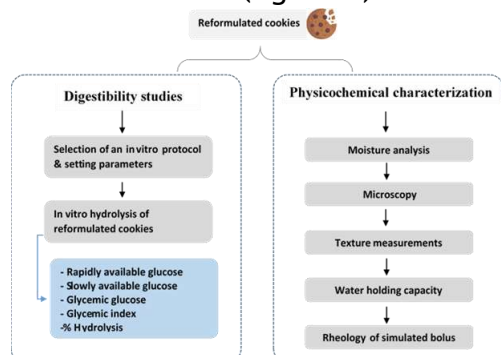 Reformulated cookies
Digestibility studies
Selection of an in vitro protocol
& setting parameters
In vitro hydrolysis of
reformulated cookies
- Rapidly available glucose
- Slowly available glucose
- Glycemic glucose
- Glycemic index
-% Hydrolysis
Physicochemical characterization
Moisture analysis
Microscopy
Texture measurements
Water holding capacity
Rheology of simulated bolus